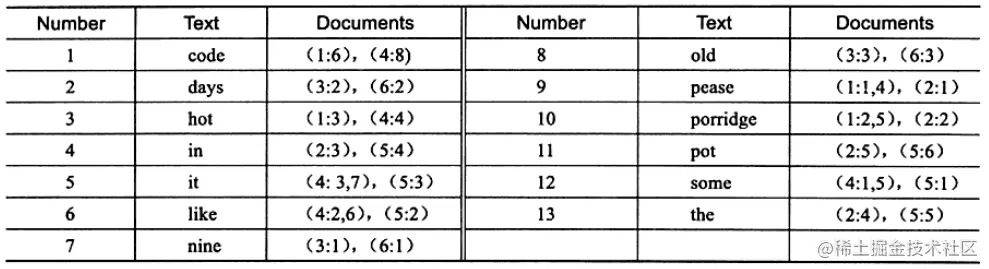 Number Text Documents Number Text Documents
1 code (1:6), (4:8) 8 old (3:3), (6:3)
2 days (3:2), (6:2) 9 pease (1:1,4), (2:1)
3 hot (1:3), (4:4) 10 porridge (1:2,5), (2:2)
4 in (2:3), (5:4) 11 pot (2:5), (5:6)
5 it (4: 3,7), (5:3) 12 some (4:1,5), (5:1)
6 like (4:2,6), (5:2) 13 the (2:4), (5:5)
7 nine (3:1), (6:1)
@稀土掘金技术社区